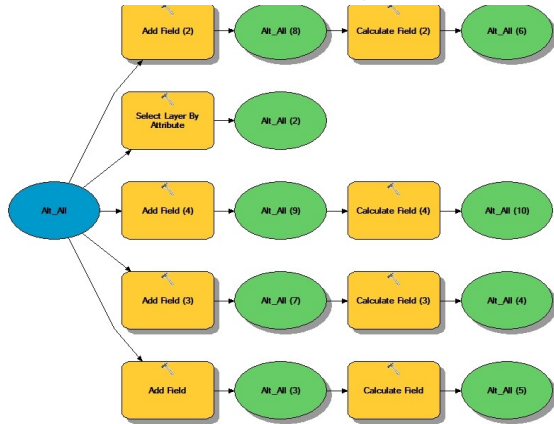 Add Field (2)
Alt_All (8)
Calculate Field (2)
Alt_All (6)
Select Layer By
Attribute
Alt_All (2)
Alt_All
Add Field (4)
Alt_All (9)
Calculate Field (4)
Alt_All (10)
Add Field (3)
Alt_All (7)
Calculate Field (3)
Alt_All (4)
Add Field
Alt_All (3)
Calculate Field
Alt_All (5)